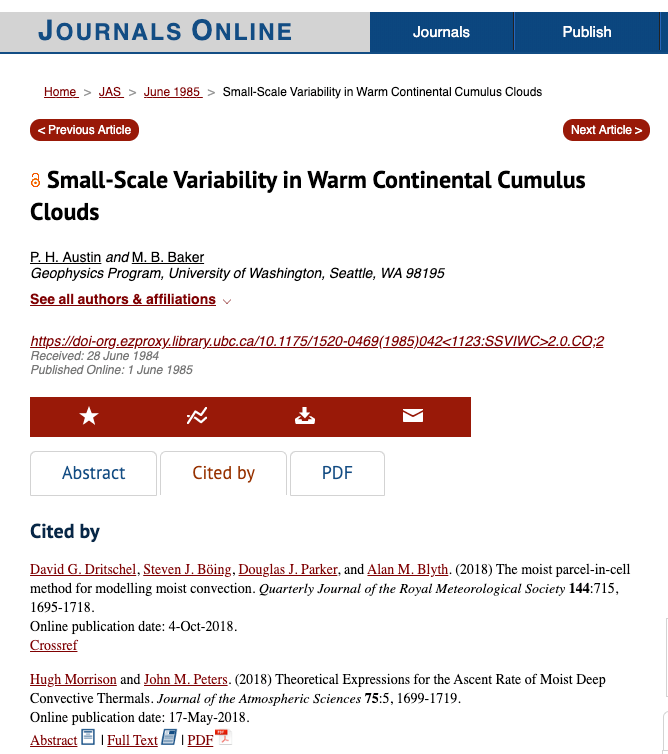 JOURNALS ONLINE
Journals
Publish
Home > JAS > June 1985 > Small-Scale Variability in Warm Continental Cumulus Clouds
< Previous Article
Next Article >
Small-Scale Variability in Warm Continental Cumulus
Clouds
P. H. Austin and M. B. Baker
Geophysics Program, University of Washington, Seattle, WA 98195
See all authors & affiliations
https://doi-org.ezproxy.library.ubc.ca/10.1175/1520-0469(1985)042<1123:SSVIWC>2.0.CO;2
Received: 28 June 1984
Published Online: 1 June 1985
Abstract
Cited by
PDF
Cited by
David G. Dritschel, Steven J. Böing, Douglas J. Parker, and Alan M. Blyth. (2018) The moist parcel-in-cell
method for modelling moist convection. Quarterly Journal of the Royal Meteorological Society 144:715,
1695-1718.
Online publication date: 4-Oct-2018.
Crossref
Hugh Morrison and John M. Peters. (2018) Theoretical Expressions for the Ascent Rate of Moist Deep
Convective Thermals. Journal of the Atmospheric Sciences 75:5, 1699-1719.
Online publication date: 17-May-2018.
Abstract | Full Text | PDF